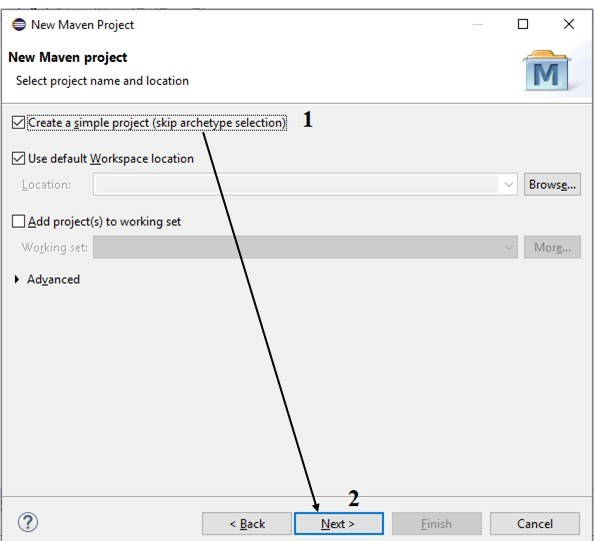 New Maven Project
New Maven project
Select project name and location
M
Create a simple project (skip archetype selection) 1
Use default Workspace location
Location:
Browse...
Add project(s) to working set
Working set:
More...
Advanced
2
? < Back Next > Finish Cancel